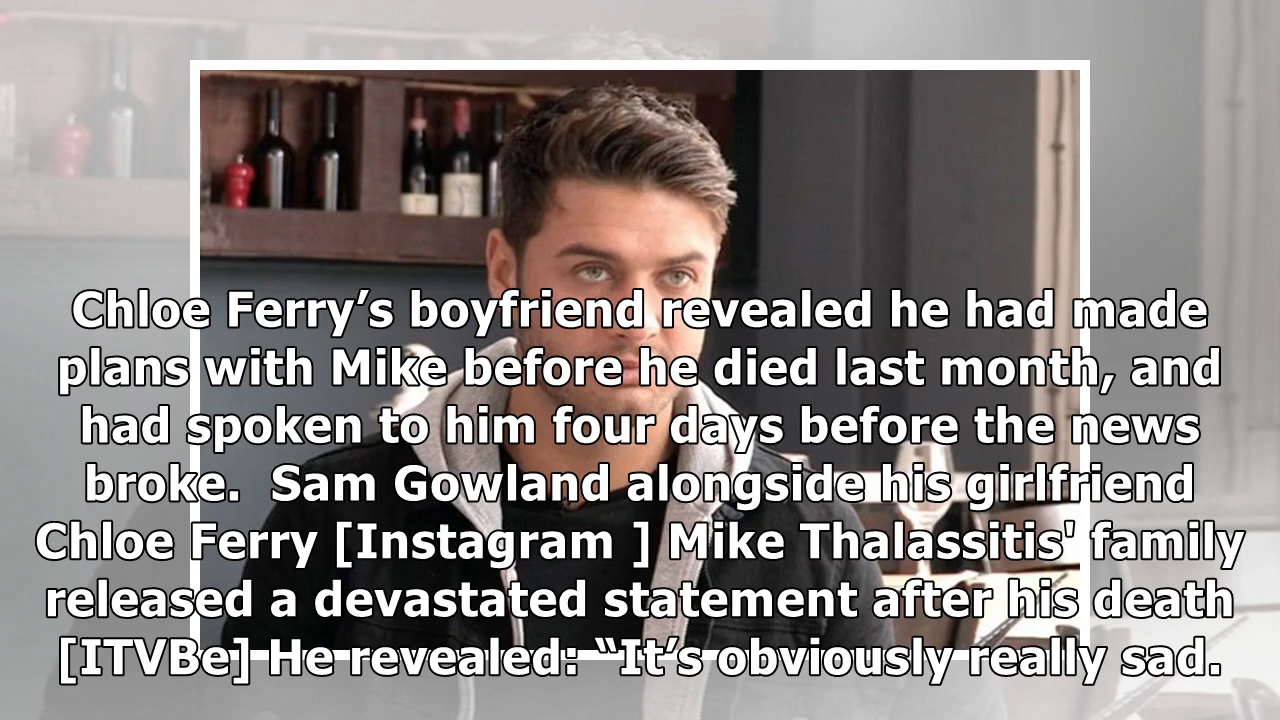 Chloe Ferry’s boyfriend revealed he had made
plans with Mike before he died last month, and
had spoken to him four days before the news
broke.  Sam Gowland alongside his girlfriend
Chloe Ferry [Instagram ] Mike Thalassitis' family
released a devastated statement after his death
[ITVBe] He revealed: “It’s obviously really sad.